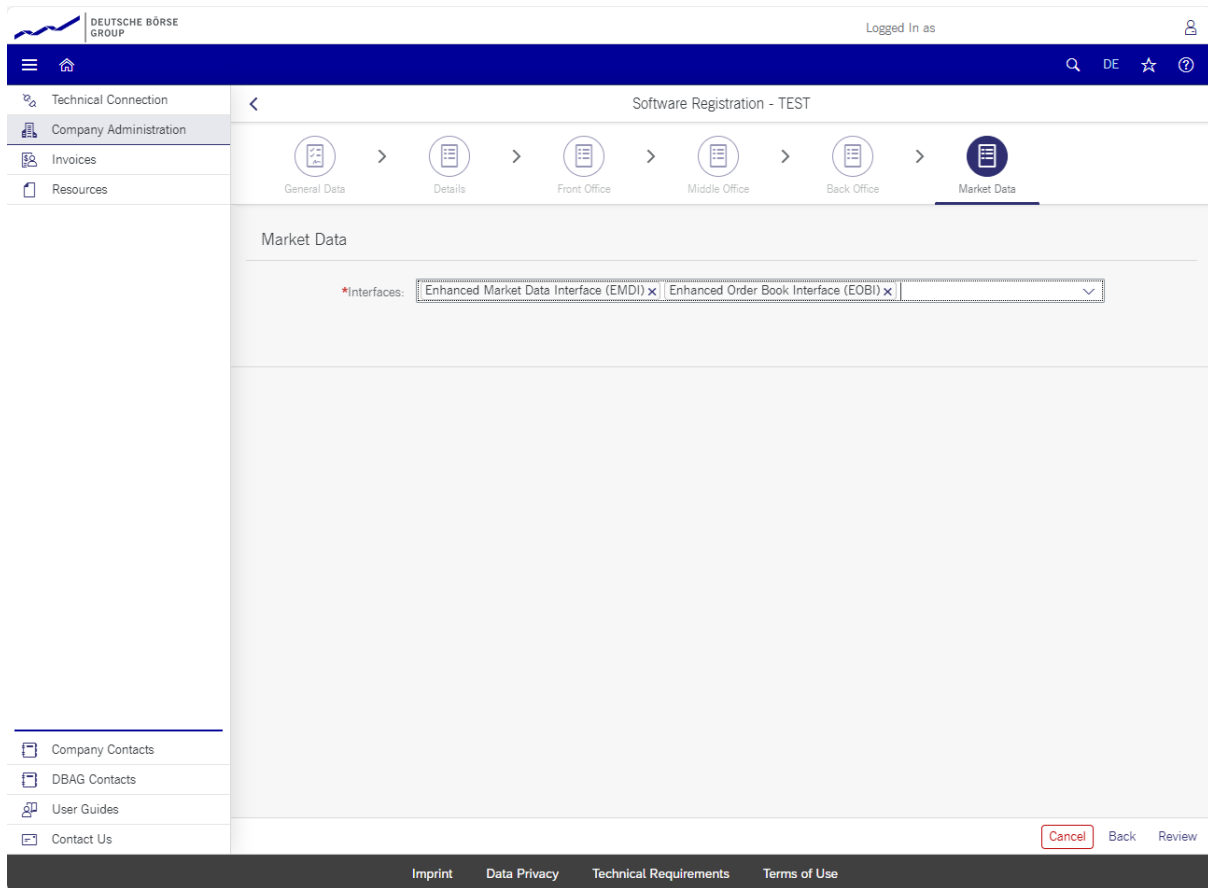 DEUTSCHE BÖRSE
GROUP
Logged In as
DE
Technical Connection
Company Administration
Invoices
Resources
Software Registration - TEST
General Data
Details
Front Office
Middle Office
Back Office
Market Data
Market Data
*Interfaces:
Enhanced Market Data Interface (EMDI) Enhanced Order Book Interface (EOBI)
Company Contacts
DBAG Contacts
User Guides
Contact Us
Cancel Back Review
Imprint Data Privacy Technical Requirements Terms of Use